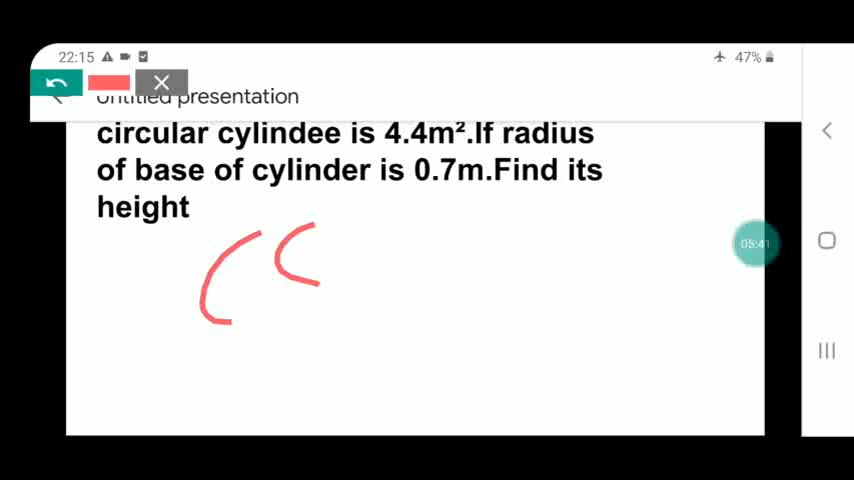 22:15
47%
Untitled presentation
circular cylindee is 4.4m².If radius
of base of cylinder is 0.7m.Find its
height
05:41